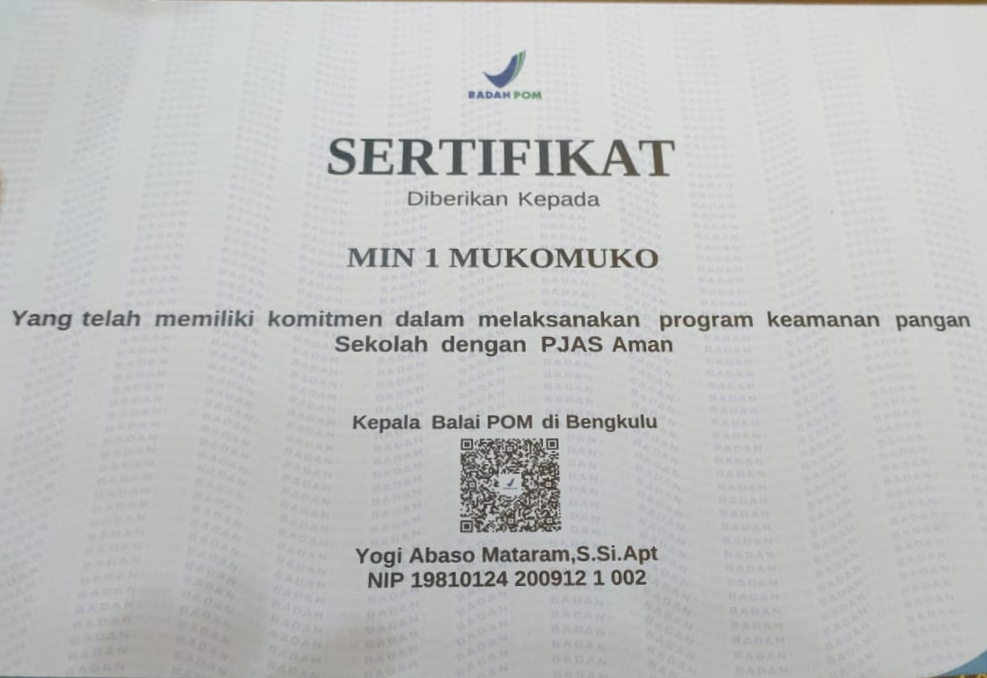 BADAN POM
SERTIFIKAT
Diberikan Kepada
MIN 1 MUKOMUKO
Yang telah memiliki komitmen dalam melaksanakan program keamanan pangan
Sekolah dengan PJAS Aman
Kepala Balai POM di Bengkulu
Yogi Abaso Mataram,S.Si.Apt
NIP 19810124 200912 1 002